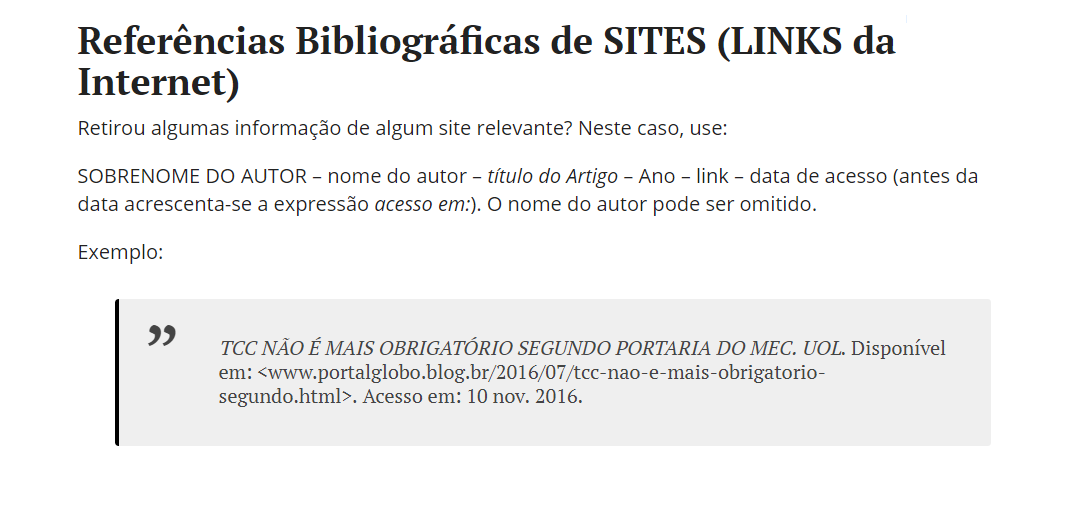 Referências Bibliográficas de SITES (LINKS da
Internet)
Retirou algumas informação de algum site relevante? Neste caso, use:
SOBRENOME DO AUTOR – nome do autor – título do Artigo – Ano – link – data de acesso (antes da
data acrescenta-se a expressão acesso em:). O nome do autor pode ser omitido.
Exemplo:
” TCC NÃO É MAIS OBRIGATÓRIO SEGUNDO PORTARIA DO MEC. UOL. Disponível
em: <www.portalglobo.blog.br/2016/07/tcc-nao-e-mais-obrigatorio-
segundo.html>. Acesso em: 10 nov. 2016.